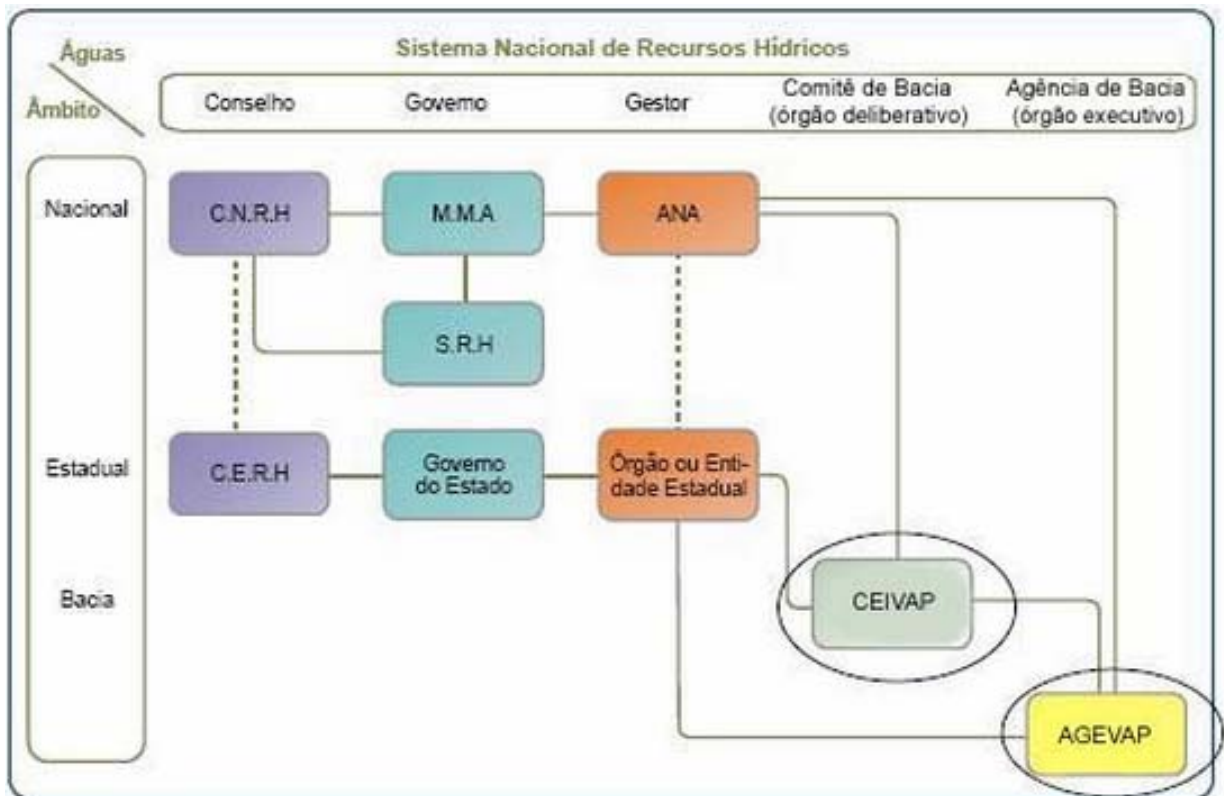 Águas
Sistema Nacional de Recursos Hídricos
Âmbito
Conselho
Governo
Gestor
Comitê de Bacia
(órgão deliberativo)
Agência de Bacia
(órgão executivo)
Nacional
C.N.R.H
M.M.A
ANA
S.R.H
Estadual
C.E.R.H
Governo
do Estado
Órgão ou Enti-
dade Estadual
Bacia
CEIVAP
AGEVAP